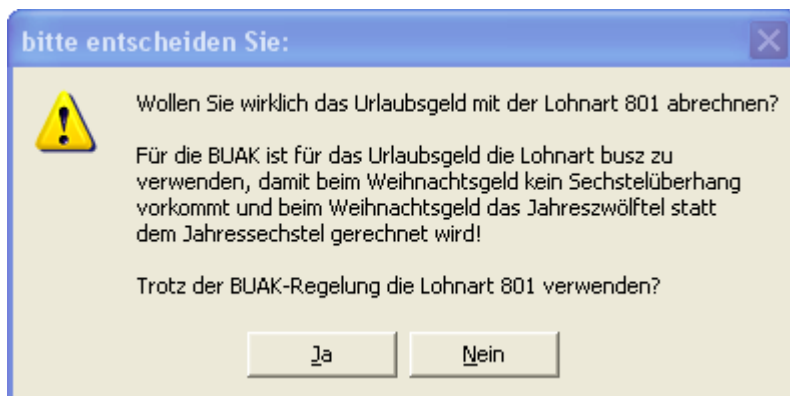 bitte entscheiden Sie:
Wollen Sie wirklich das Urlaubsgeld mit der Lohnart 801 abrechnen?
Für die BUAK ist für das Urlaubsgeld die Lohnart busz zu
verwenden, damit beim Weihnachtsgeld kein Sechstelüberhang
vorkommt und beim Weihnachtsgeld das Jahreszwölftel statt
dem Jahressechstel gerechnet wird!
Trotz der BUAK-Regelung die Lohnart 801 verwenden?
Ja
Nein